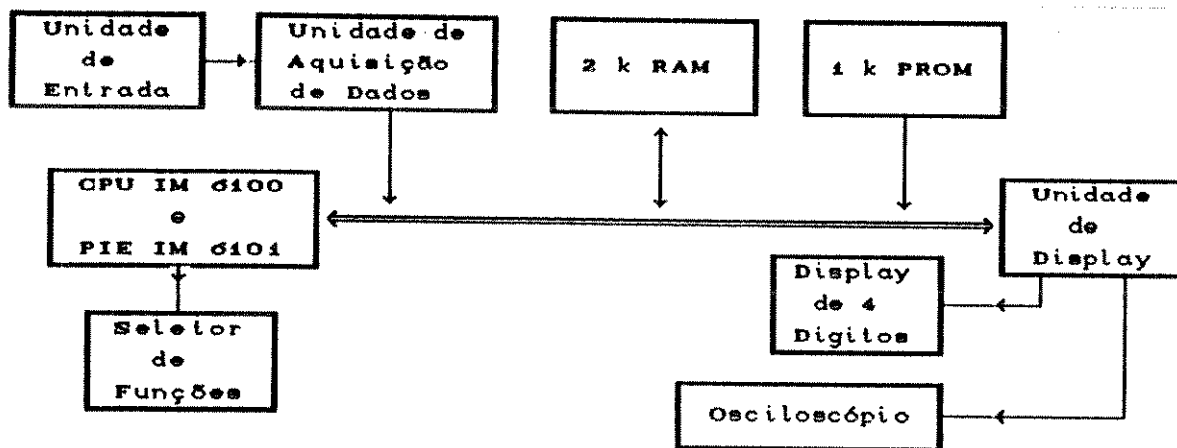 Unidade
de
Entrada
Unidade de
Aquisição
de Dados
2 k RAM
1 k PROM
CPU IM 6100
e
PIE IM 6101
Unidade
de
Display
Display
de 4
Digitos
Seletor
de
Funções
Osciloscópio